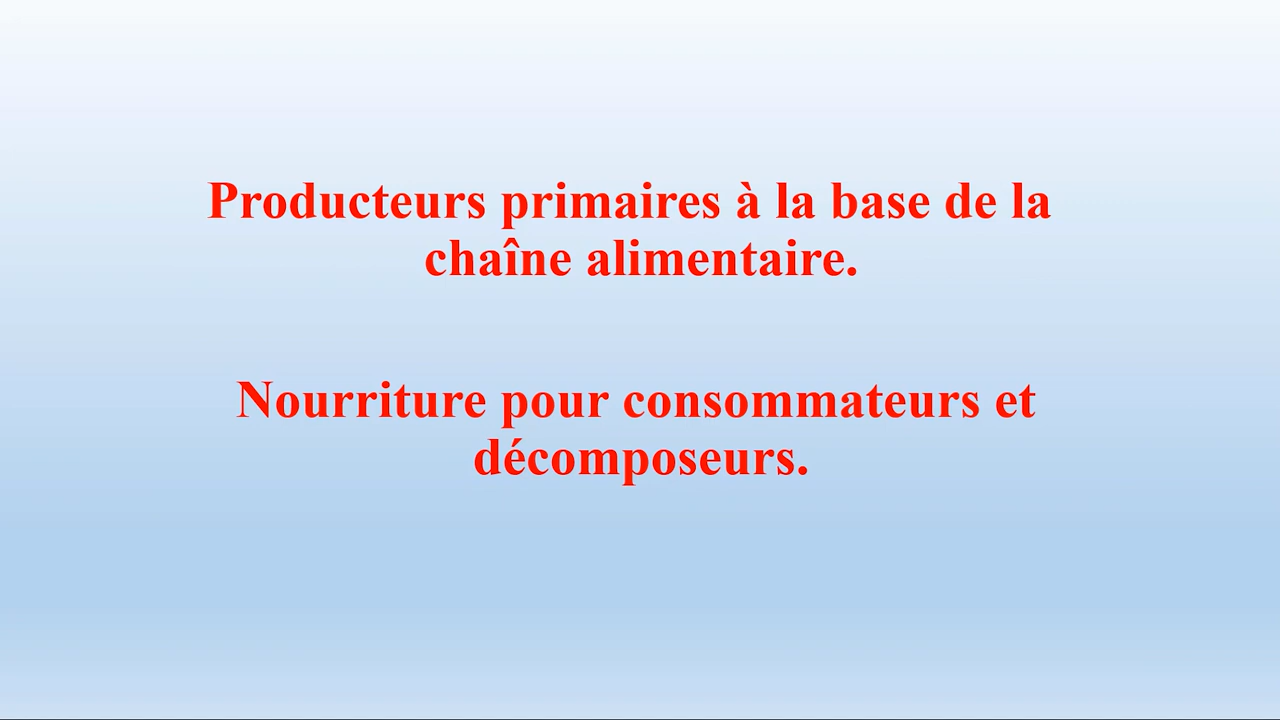 Producteurs primaires à la base de la
chaîne alimentaire.
Nourriture pour consommateurs et
décomposeurs.